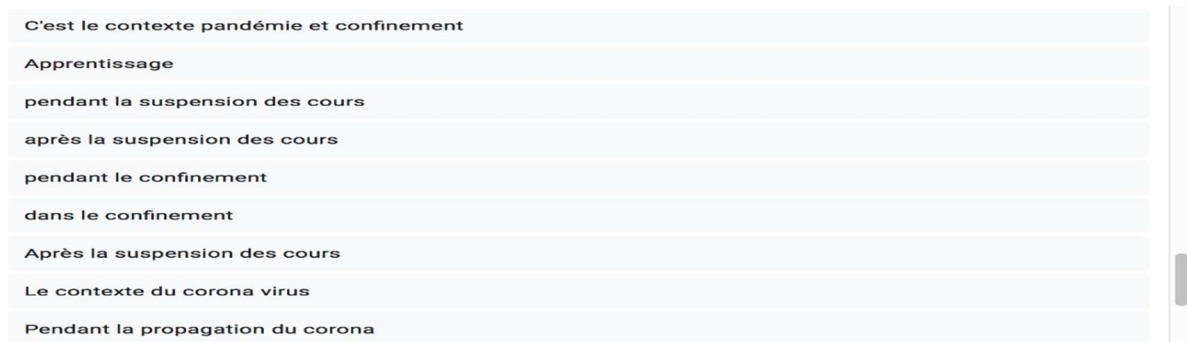 C'est le contexte pandémie et confinement
Apprentissage
pendant la suspension des cours
après la suspension des cours
pendant le confinement
dans le confinement
Après la suspension des cours
Le contexte du corona virus
Pendant la propagation du corona